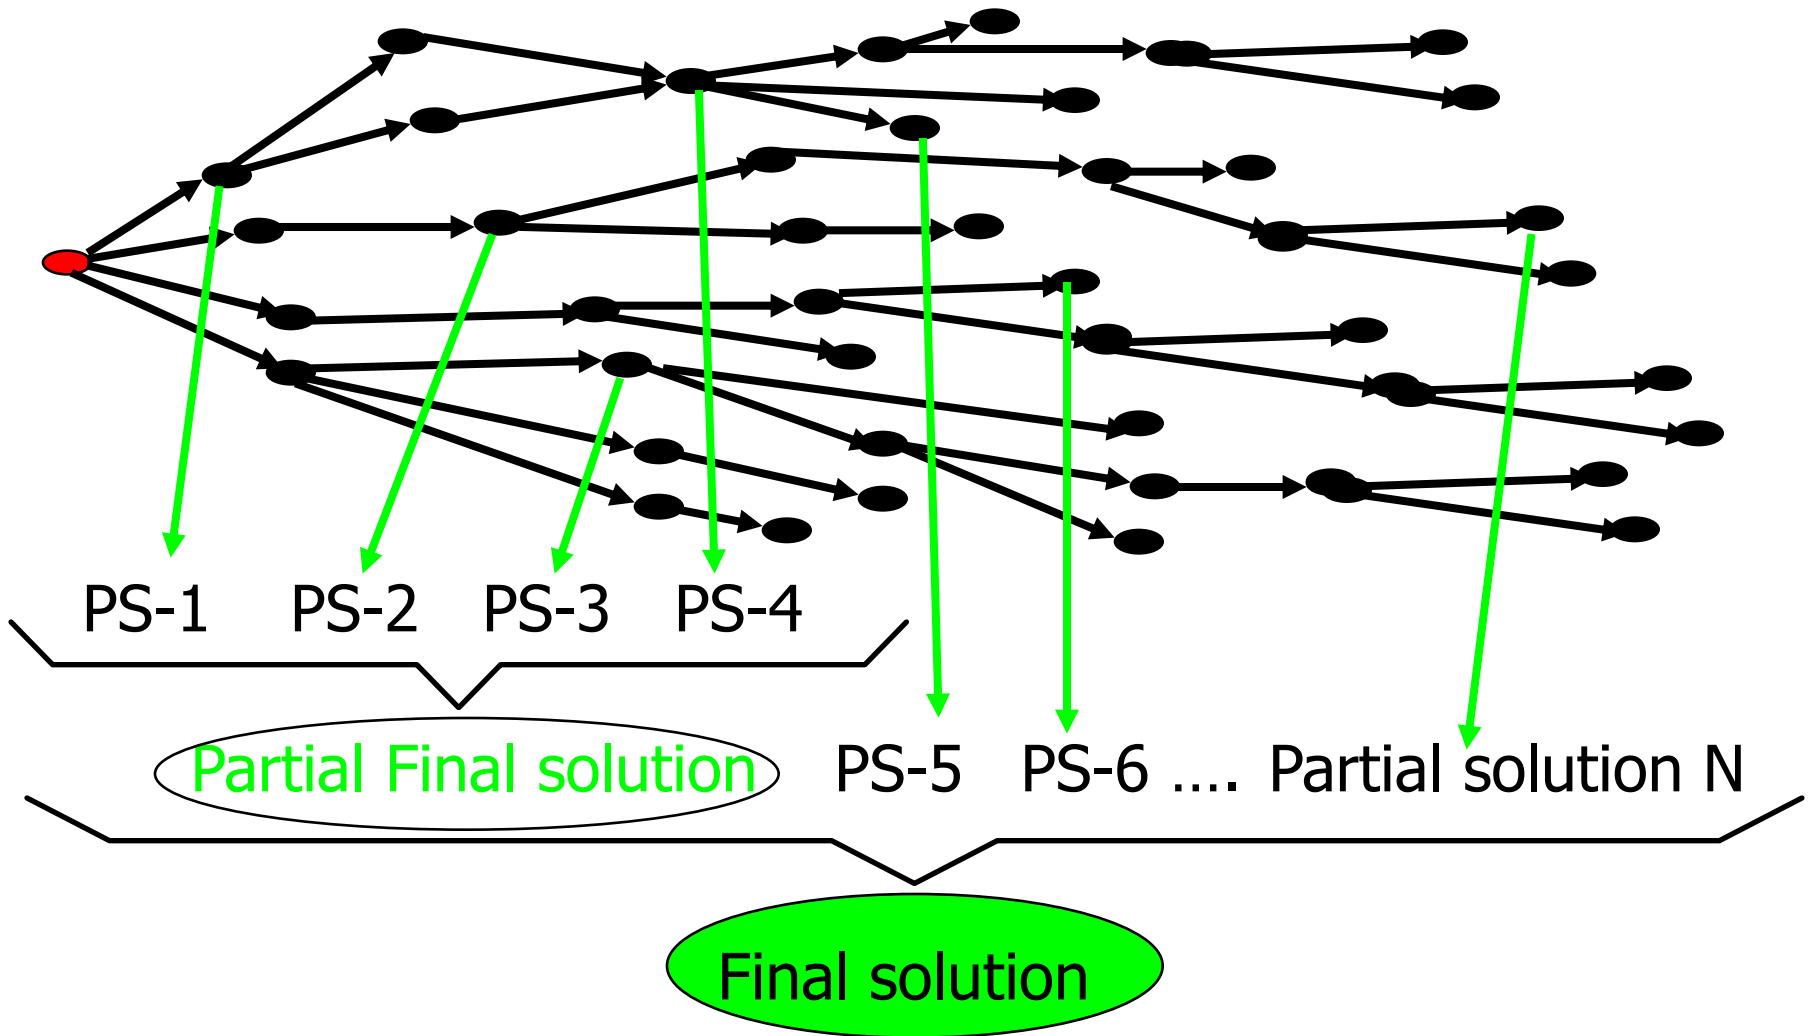 PS-1 PS-2 PS-3 PS-4
Partial Final solution PS-5 PS-6 .... Partial solution N
Final solution